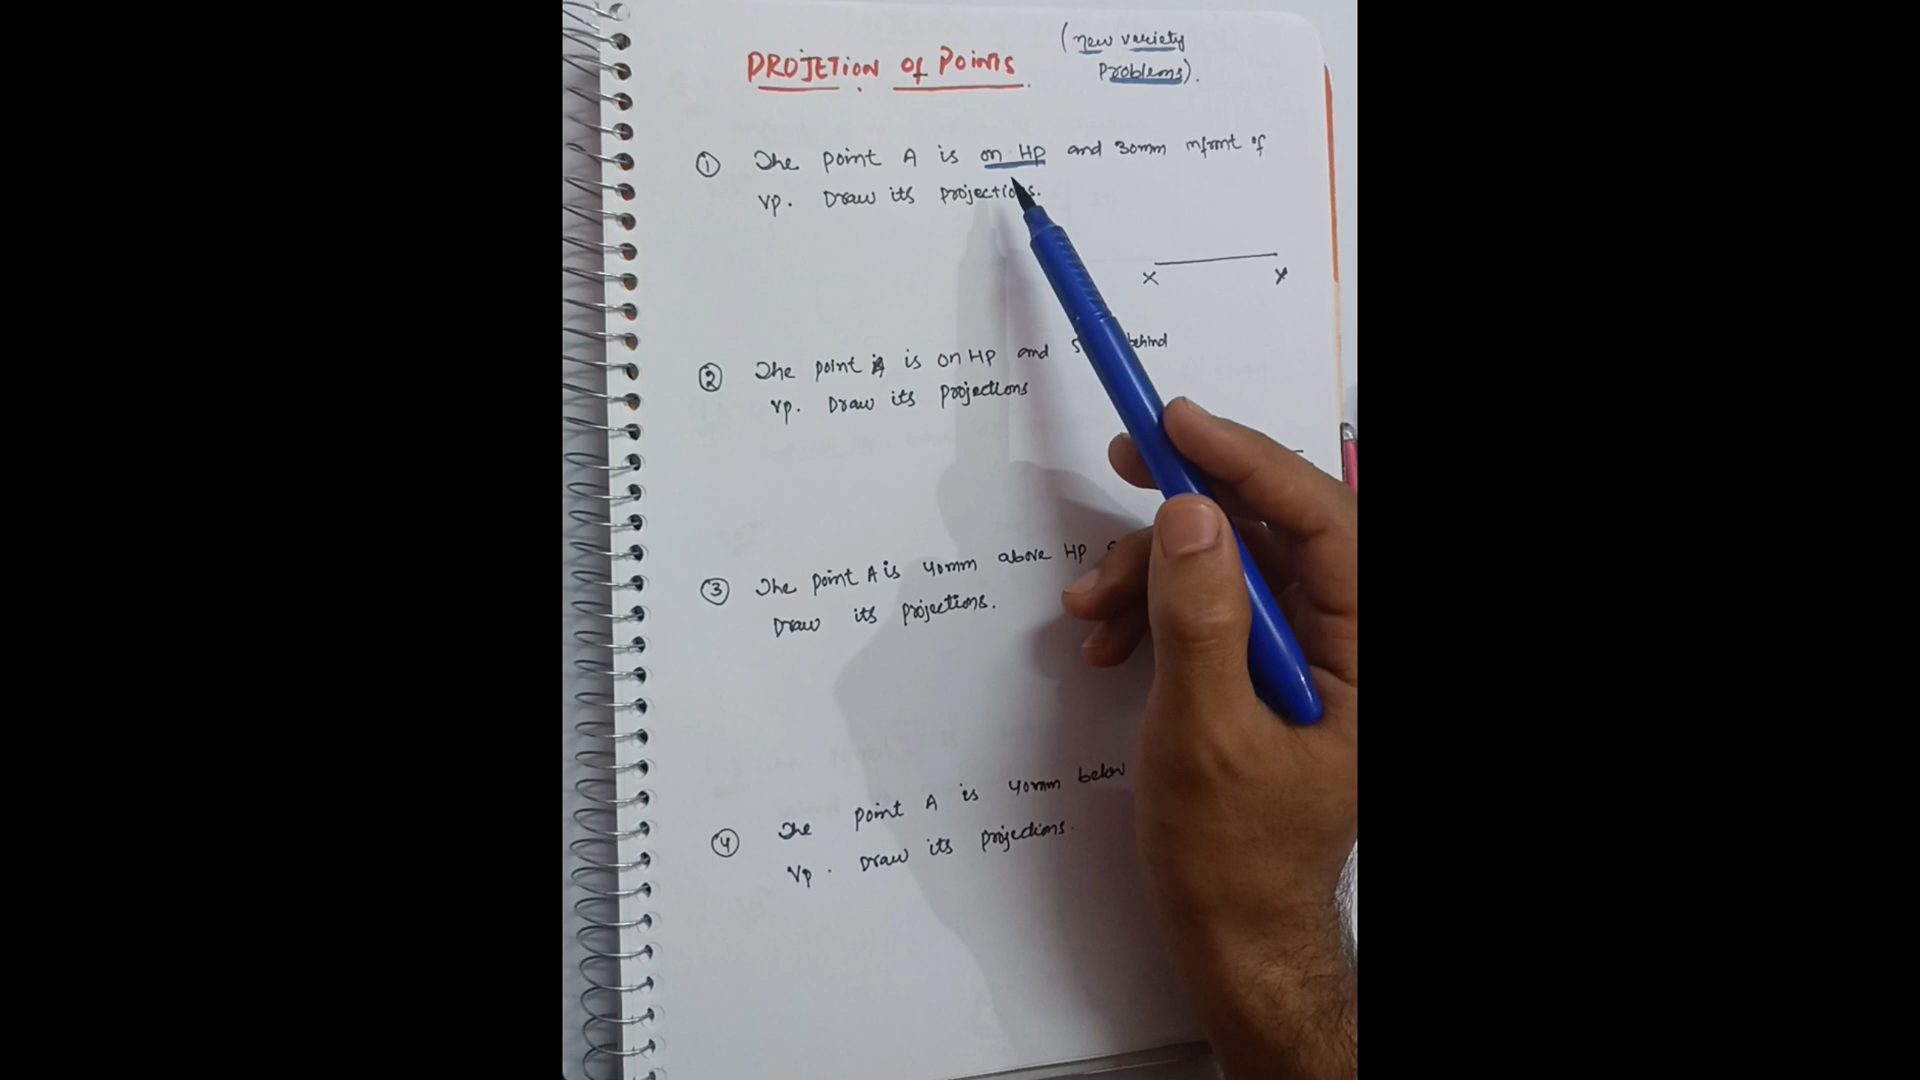 PROJETION of Points
(new variety
Problems).
① The point A is on HP and 30mm infront of
VP. Draw its projections.
X Y
② The point A is on HP and behind
VP. Draw its projections
③ The point A is 40mm above HP
Draw its projections.
④ The point A is 40mm below
VP. Draw its projections.